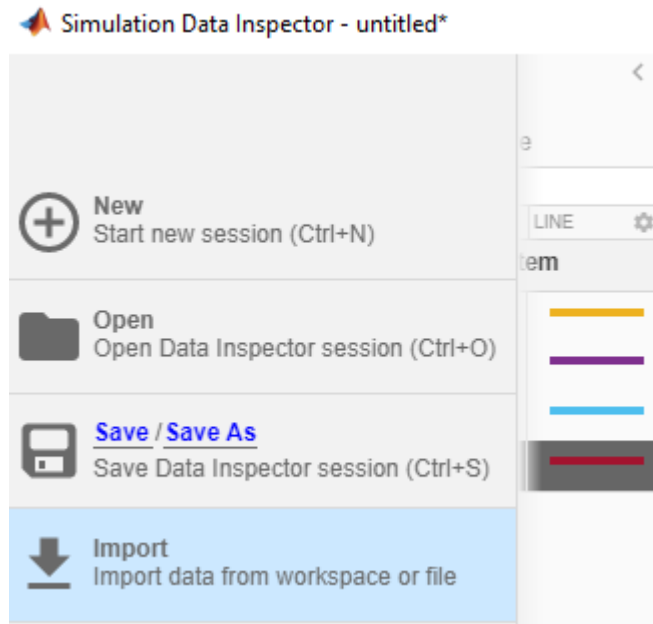 Simulation Data Inspector - untitled*
New
Start new session (Ctrl+N)
LINE
Open
Open Data Inspector session (Ctrl+O)
Save / Save As
Save Data Inspector session (Ctrl+S)
Import
Import data from workspace or file